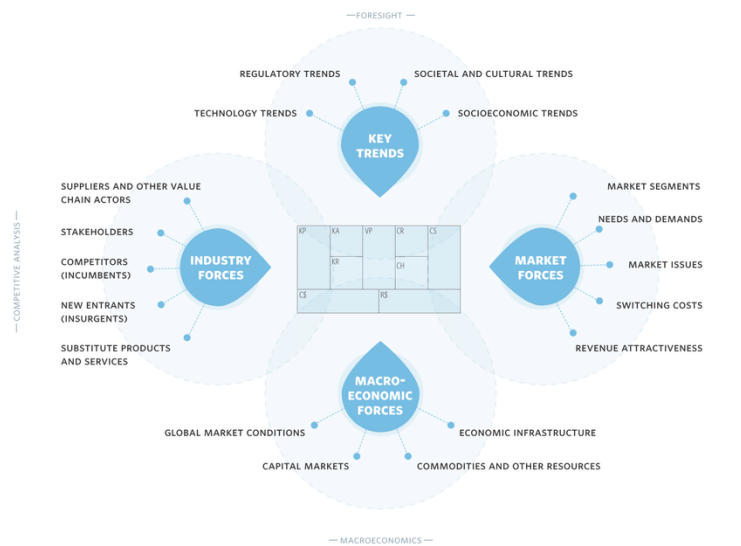 — FORESIGHT —
REGULATORY TRENDS
SOCIETAL AND CULTURAL TRENDS
TECHNOLOGY TRENDS
SOCIOECONOMIC TRENDS
KEY
TRENDS
— COMPETITIVE ANALYSIS —
SUPPLIERS AND OTHER VALUE
CHAIN ACTORS
STAKEHOLDERS
COMPETITORS
(INCUMBENTS)
NEW ENTRANTS
(INSURGENTS)
SUBSTITUTE PRODUCTS
AND SERVICES
INDUSTRY
FORCES
KP
KA
VP
CR
CS
KR
CH
C$
R$
MARKET
FORCES
MARKET SEGMENTS
NEEDS AND DEMANDS
MARKET ISSUES
SWITCHING COSTS
REVENUE ATTRACTIVENESS
MACRO-
ECONOMIC
FORCES
GLOBAL MARKET CONDITIONS
ECONOMIC INFRASTRUCTURE
CAPITAL MARKETS
COMMODITIES AND OTHER RESOURCES
— MACROECONOMICS —